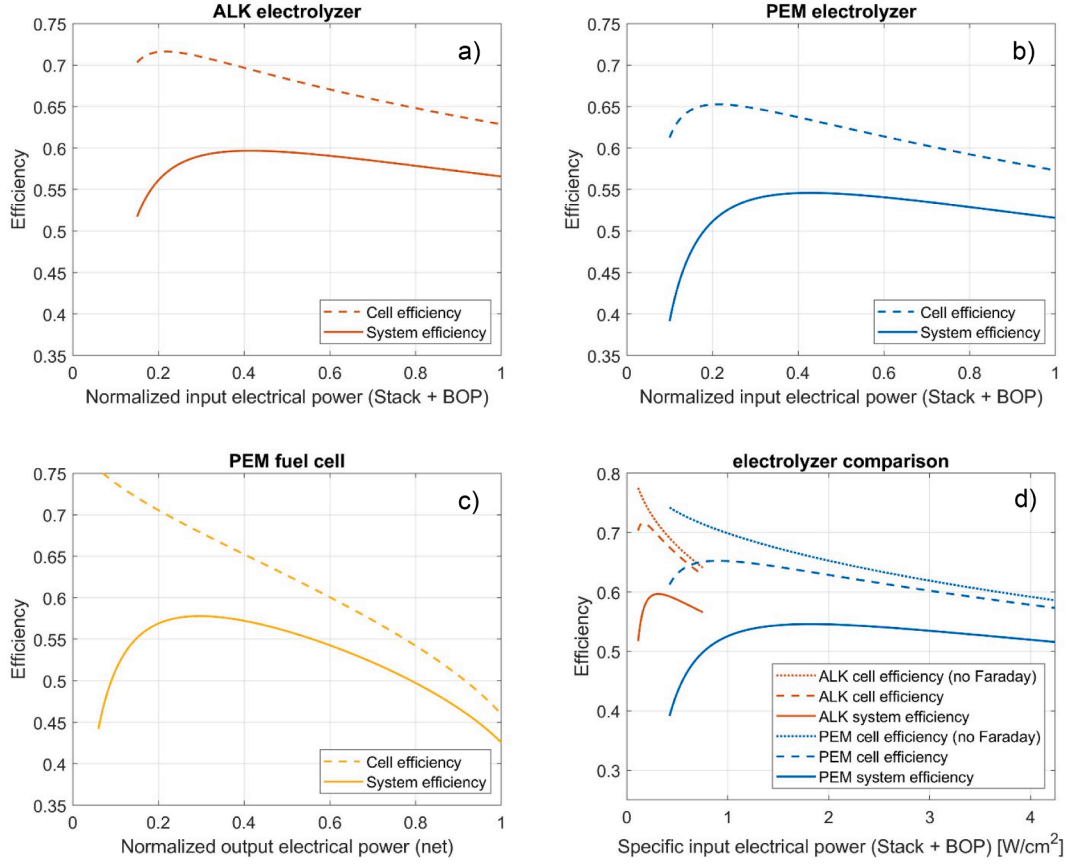 ALK electrolyzer
a)
0.75
0.7
0.65
0.6
0.55
0.5
0.45
0.4
0.35
Efficiency
Cell efficiency
System efficiency
0 0.2 0.4 0.6 0.8 1
Normalized input electrical power (Stack + BOP)
PEM electrolyzer
b)
0.75
0.7
0.65
0.6
0.55
0.5
0.45
0.4
0.35
Efficiency
Cell efficiency
System efficiency
0 0.2 0.4 0.6 0.8 1
Normalized input electrical power (Stack + BOP)
PEM fuel cell
c)
0.75
0.7
0.65
0.6
0.55
0.5
0.45
0.4
0.35
Efficiency
Cell efficiency
System efficiency
0 0.2 0.4 0.6 0.8 1
Normalized output electrical power (net)
electrolyzer comparison
d)
0.8
0.7
0.6
0.5
0.4
0.3
Efficiency
ALK cell efficiency (no Faraday)
ALK cell efficiency
ALK system efficiency
PEM cell efficiency (no Faraday)
PEM cell efficiency
PEM system efficiency
0 1 2 3 4
Specific input electrical power (Stack + BOP) [W/cm²]